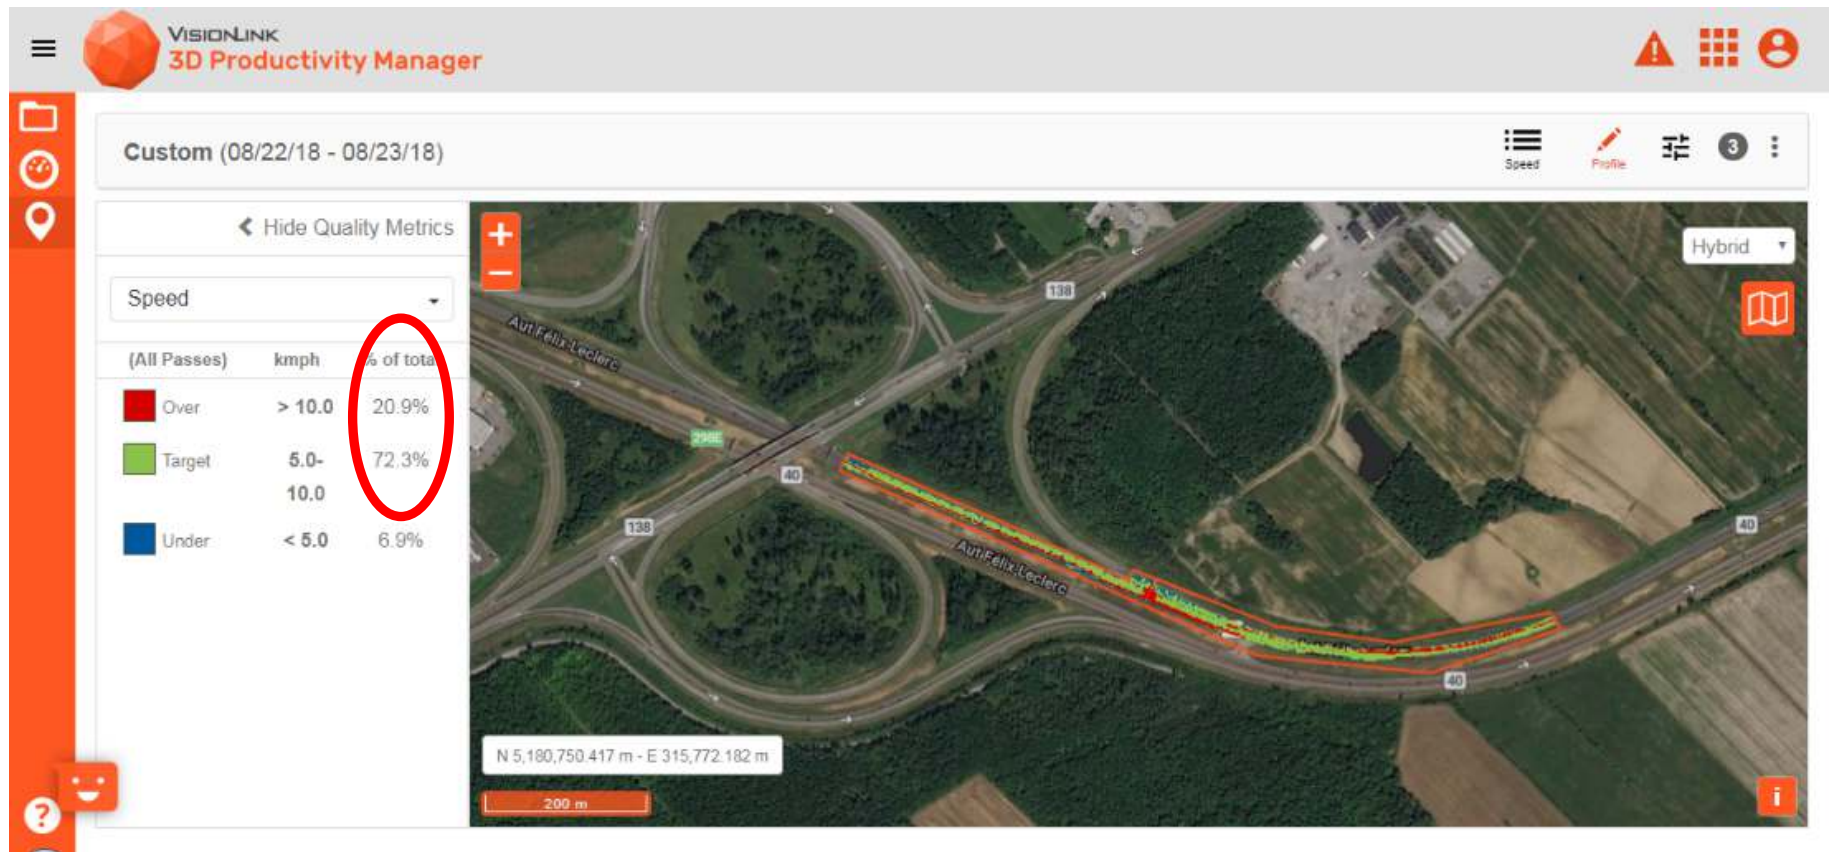 VISIONLINK
3D Productivity Manager
Custom (08/22/18 - 08/23/18)
Speed
Profile
3
Hide Quality Metrics
Speed
(All Passes) kmph % of total
Over > 10.0 20.9%
Target 5.0- 72.3%
10.0
Under < 5.0 6.9%
+
−
Hybrid
138
Aut Félix-Leclerc
298E
40
138
40
Aut Félix-Leclerc
40
N 5,180,750.417 m - E 315,772.182 m
200 m
i
?